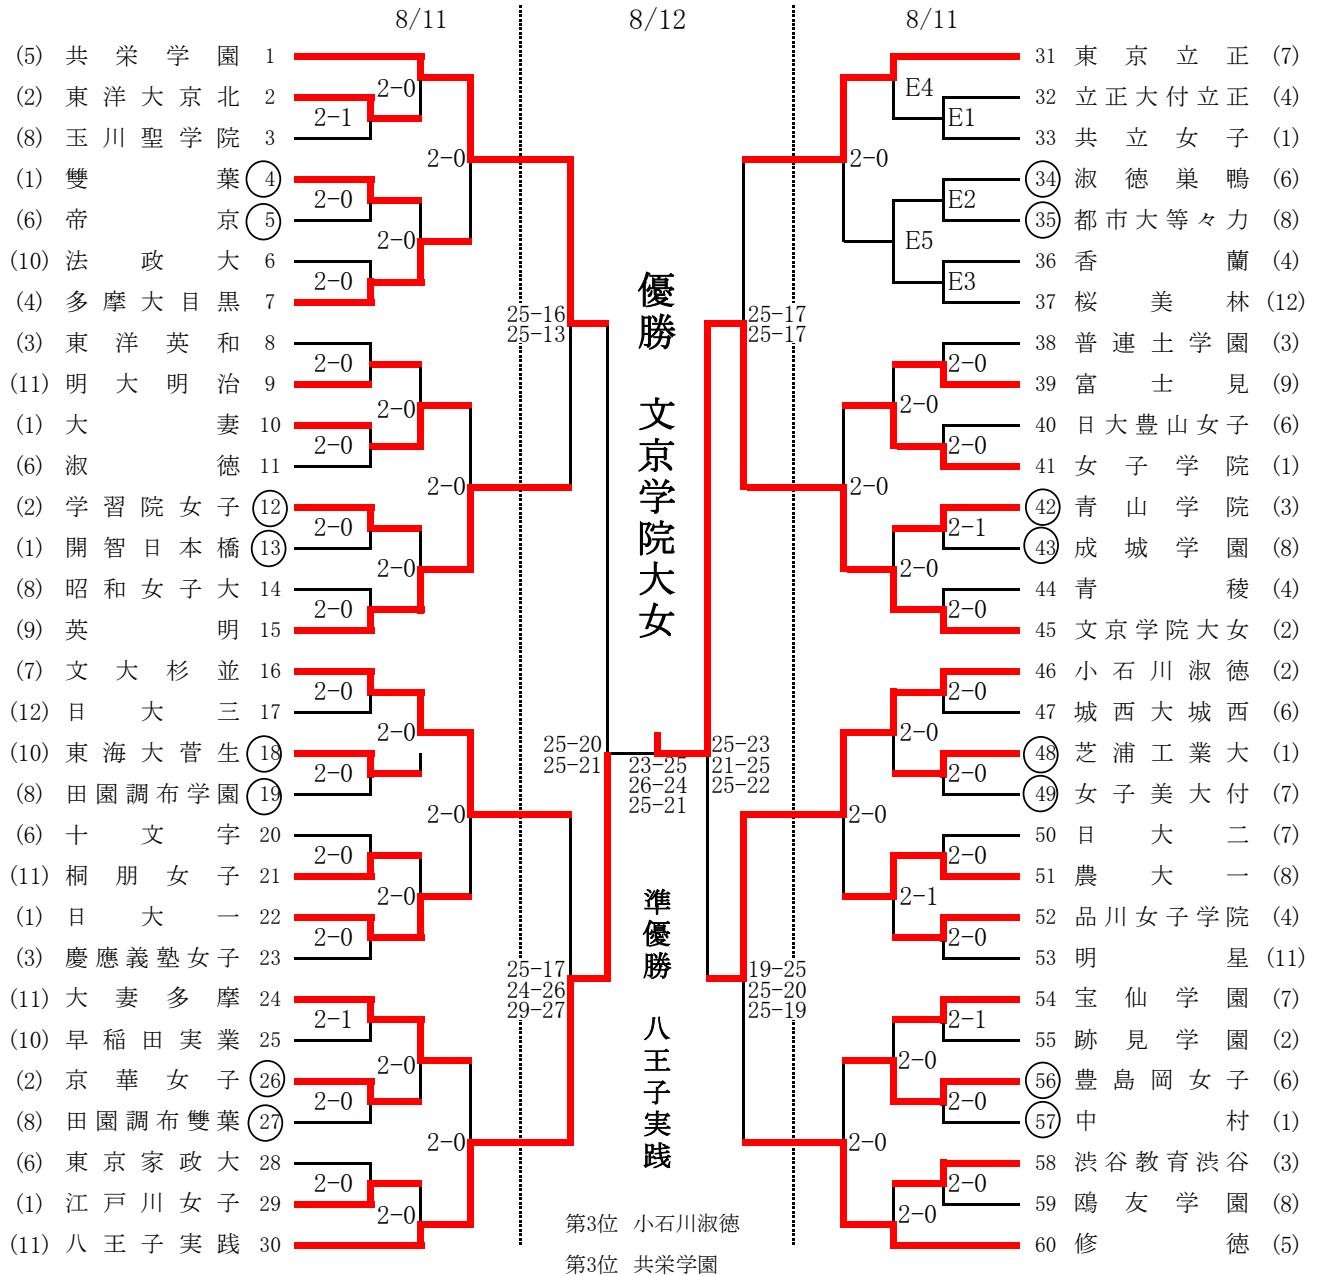 8/11 8/12 8/11
(5) 共栄学園 1
(2) 東洋大京北 2
(8) 玉川聖学院 3
(1) 雙葉 4
(6) 帝京 5
(10) 法政大 6
(4) 多摩大目黒 7
(3) 東洋英和 8
(11) 明大明治 9
(1) 大妻 10
(6) 淑徳 11
(2) 学習院女子 12
(1) 開智日本橋 13
(8) 昭和女子大 14
(9) 英明 15
(7) 文大杉並 16
(12) 日大三 17
(10) 東海大菅生 18
(8) 田園調布学園 19
(6) 十文字 20
(11) 桐朋女子 21
(1) 日大一 22
(3) 慶應義塾女子 23
(11) 大妻多摩 24
(10) 早稲田実業 25
(2) 京華女子 26
(8) 田園調布雙葉 27
(6) 東京家政大 28
(1) 江戸川女子 29
(11) 八王子実践 30
2-1
2-0
2-0
2-0
2-0
2-0
2-0
2-0
2-0
2-0
2-0
2-0
2-1
2-0
2-0
2-0
2-0
2-0
2-0
2-0
2-0
2-0
2-0
2-0
2-0
2-0
25-16
25-13
25-17
24-26
29-27
25-20
25-21
優勝 文京学院大女
23-25
26-24
25-21
準優勝 八王子実践
第3位 小石川淑徳
第3位 共栄学園
25-17
25-17
25-23
21-25
25-22
19-25
25-20
25-19
2-0
2-0
2-0
2-0
E4
E5
2-0
2-0
2-0
2-1
2-0
2-0
E1
E2
E3
2-0
2-0
2-1
2-0
2-0
2-0
2-0
2-0
2-1
2-0
2-0
31 東京立正 (7)
32 立正大付立正 (4)
33 共立女子 (1)
34 淑徳巣鴨 (6)
35 都市大等々力 (8)
36 香蘭 (4)
37 桜美林 (12)
38 普連土学園 (3)
39 富士見 (9)
40 日大豊山女子 (6)
41 女子学院 (1)
42 青山学院 (3)
43 成城学園 (8)
44 青稜 (4)
45 文京学院大女 (2)
46 小石川淑徳 (2)
47 城西大城西 (6)
48 芝浦工業大 (1)
49 女子美大付 (7)
50 日大二 (7)
51 農大一 (8)
52 品川女子学院 (4)
53 明星 (11)
54 宝仙学園 (7)
55 跡見学園 (2)
56 豊島岡女子 (6)
57 中村 (1)
58 渋谷教育渋谷 (3)
59 鴎友学園 (8)
60 修徳 (5)